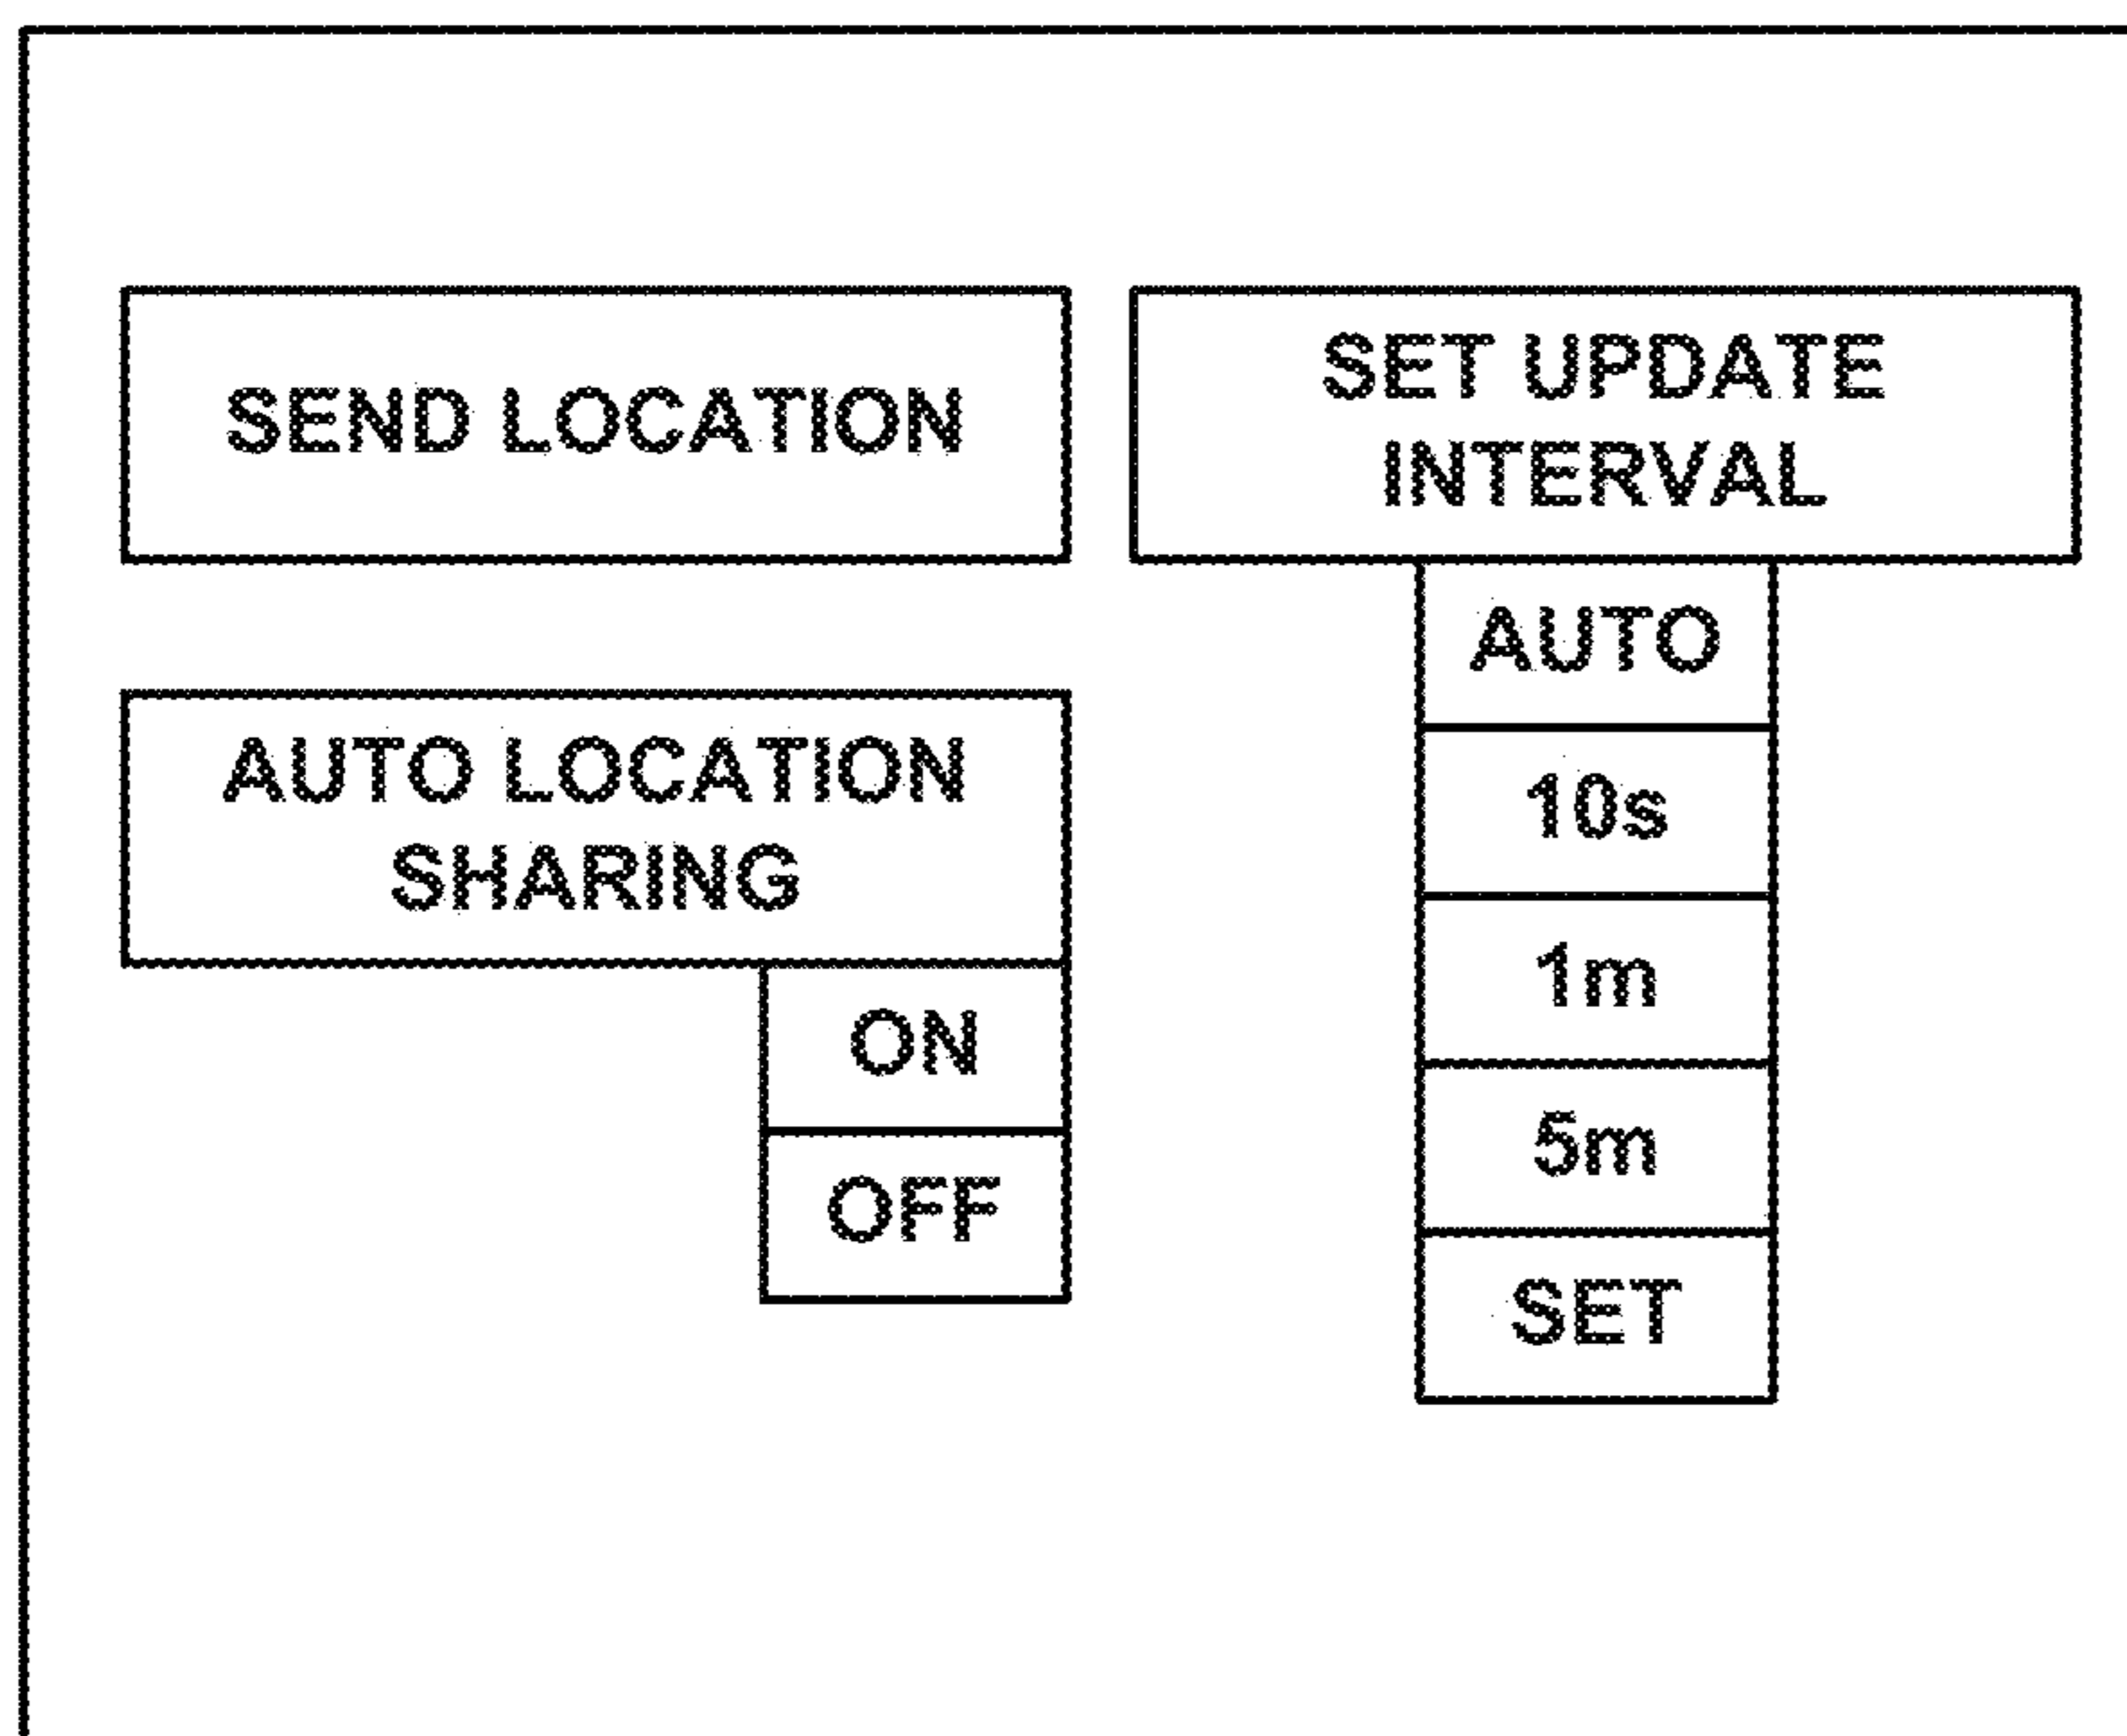 SEND LOCATION
AUTO LOCATION
SHARING
ON
OFF
SET UPDATE
INTERVAL
AUTO
10s
1m
5m
SET